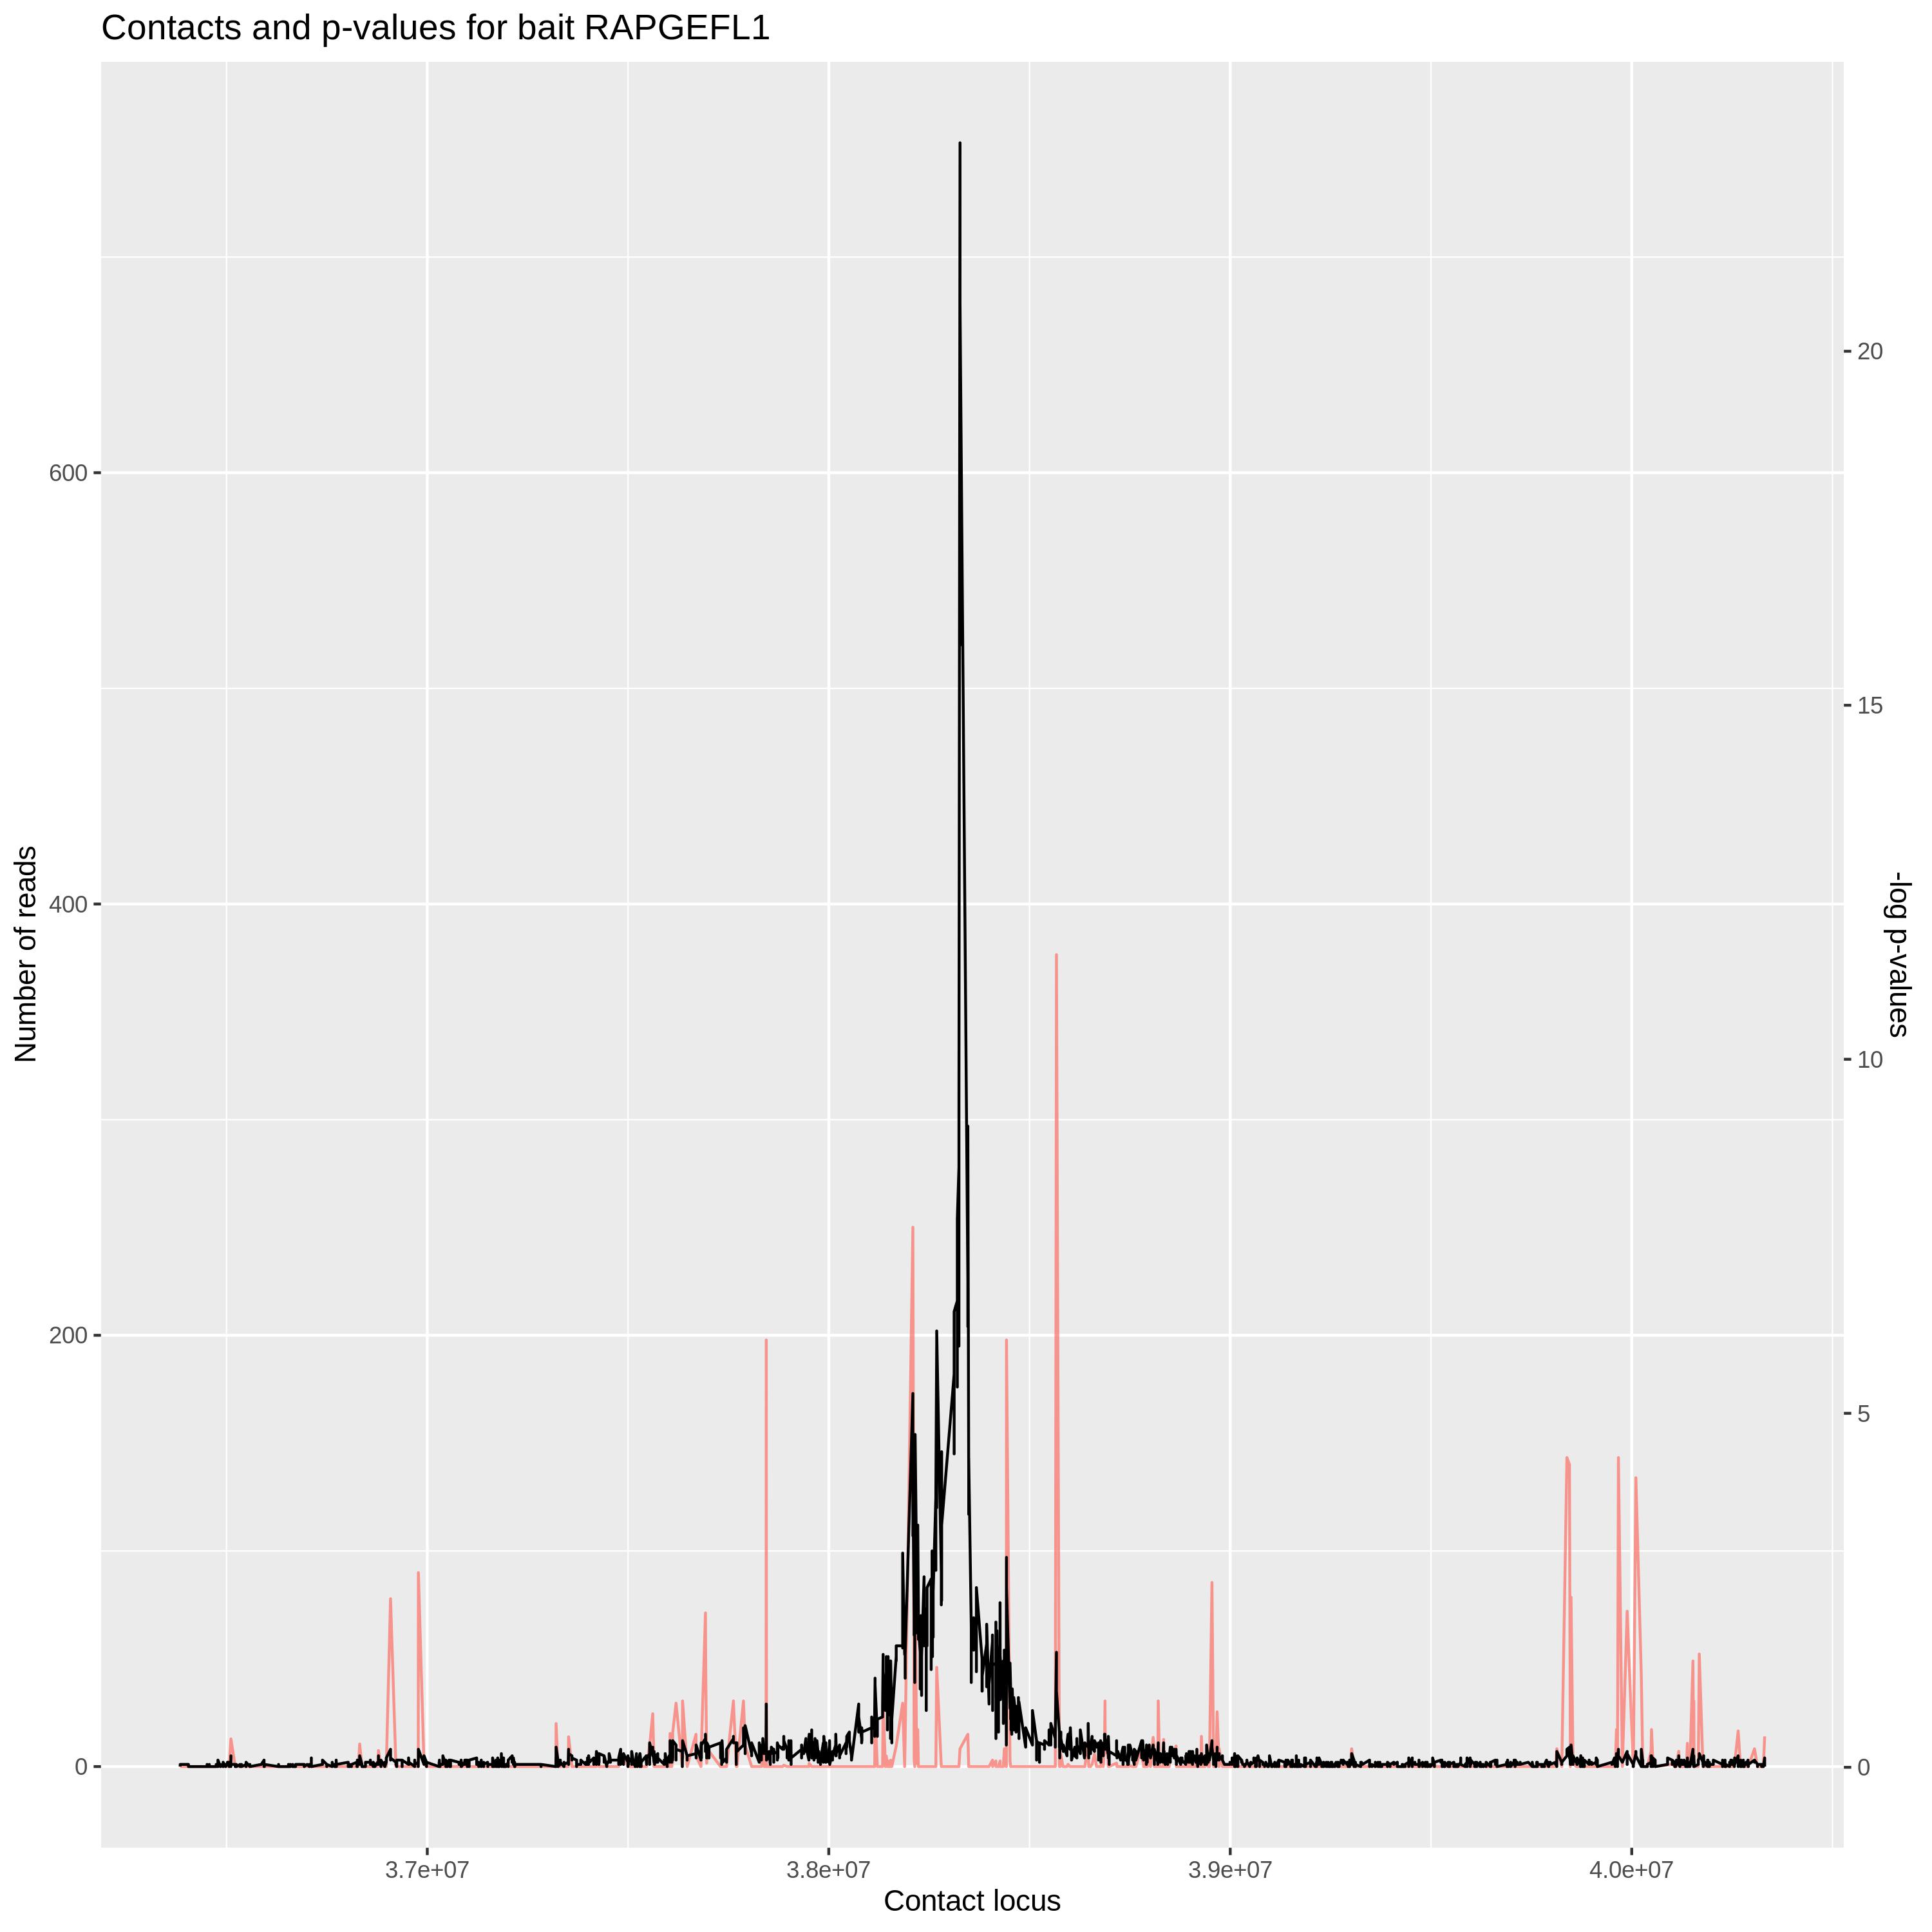 Contacts and p-values for bait RAPGEFL1
Number of reads
600
400
200
0
20
15
10
5
0
-log p-values
3.7e+07
3.8e+07
3.9e+07
4.0e+07
Contact locus